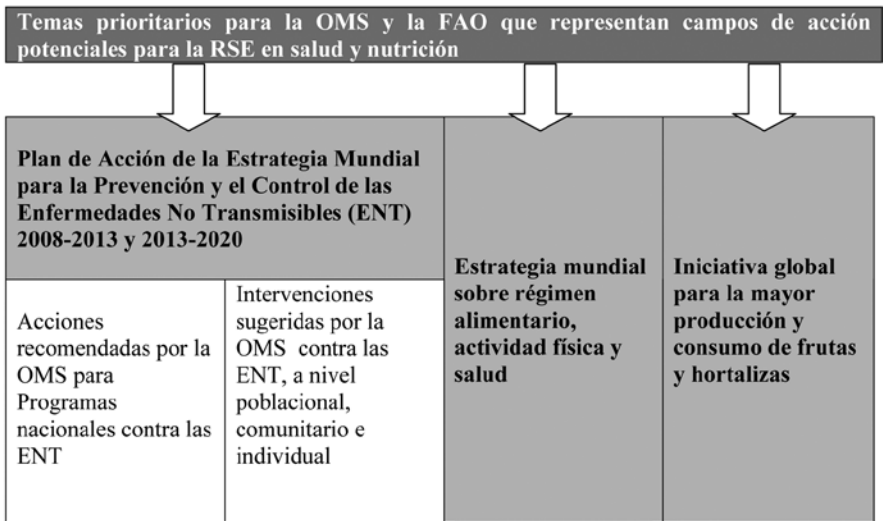 Temas prioritarios para la OMS y la FAO que representan campos de acción
potenciales para la RSE en salud y nutrición
Plan de Acción de la Estrategia Mundial
para la Prevención y el Control de las
Enfermedades No Transmisibles (ENT)
2008-2013 y 2013-2020
Acciones
recomendadas por la
OMS para
Programas
nacionales contra las
ENT
Intervenciones
sugeridas por la
OMS contra las
ENT, a nivel
poblacional,
comunitario e
individual
Estrategia mundial
sobre régimen
alimentario,
actividad física y
salud
Iniciativa global
para la mayor
producción y
consumo de frutas
y hortalizas